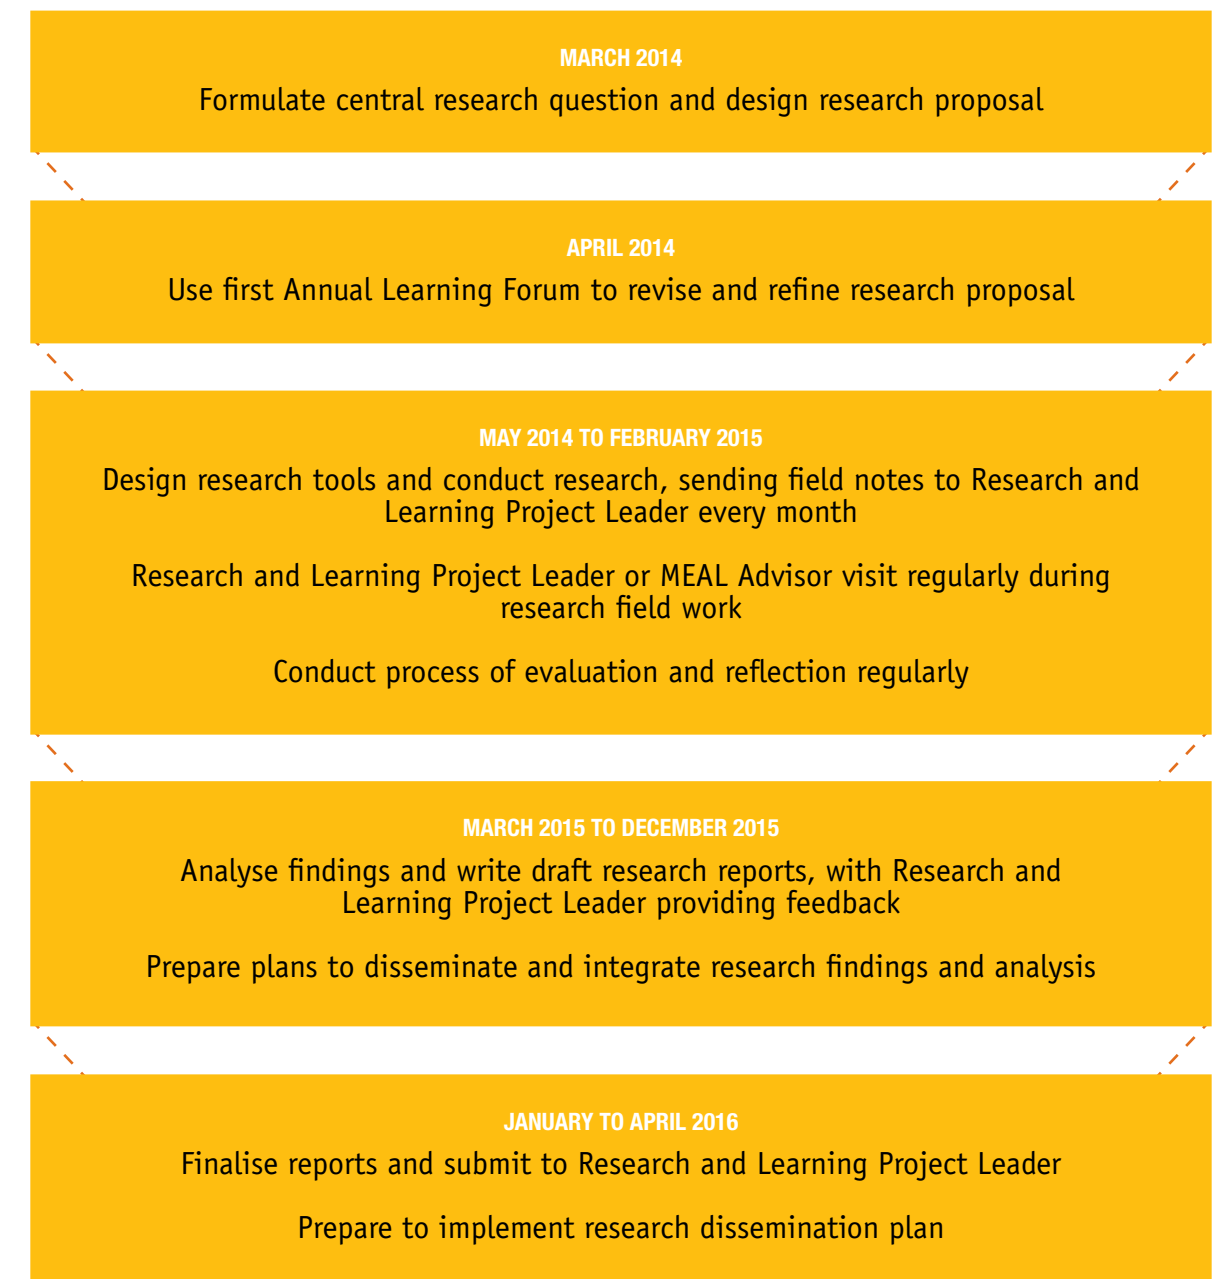 MARCH 2014
Formulate central research question and design research proposal
APRIL 2014
Use first Annual Learning Forum to revise and refine research proposal
MAY 2014 TO FEBRUARY 2015
Design research tools and conduct research, sending field notes to Research and
Learning Project Leader every month
Research and Learning Project Leader or MEAL Advisor visit regularly during
research field work
Conduct process of evaluation and reflection regularly
MARCH 2015 TO DECEMBER 2015
Analyse findings and write draft research reports, with Research and
Learning Project Leader providing feedback
Prepare plans to disseminate and integrate research findings and analysis
JANUARY TO APRIL 2016
Finalise reports and submit to Research and Learning Project Leader
Prepare to implement research dissemination plan